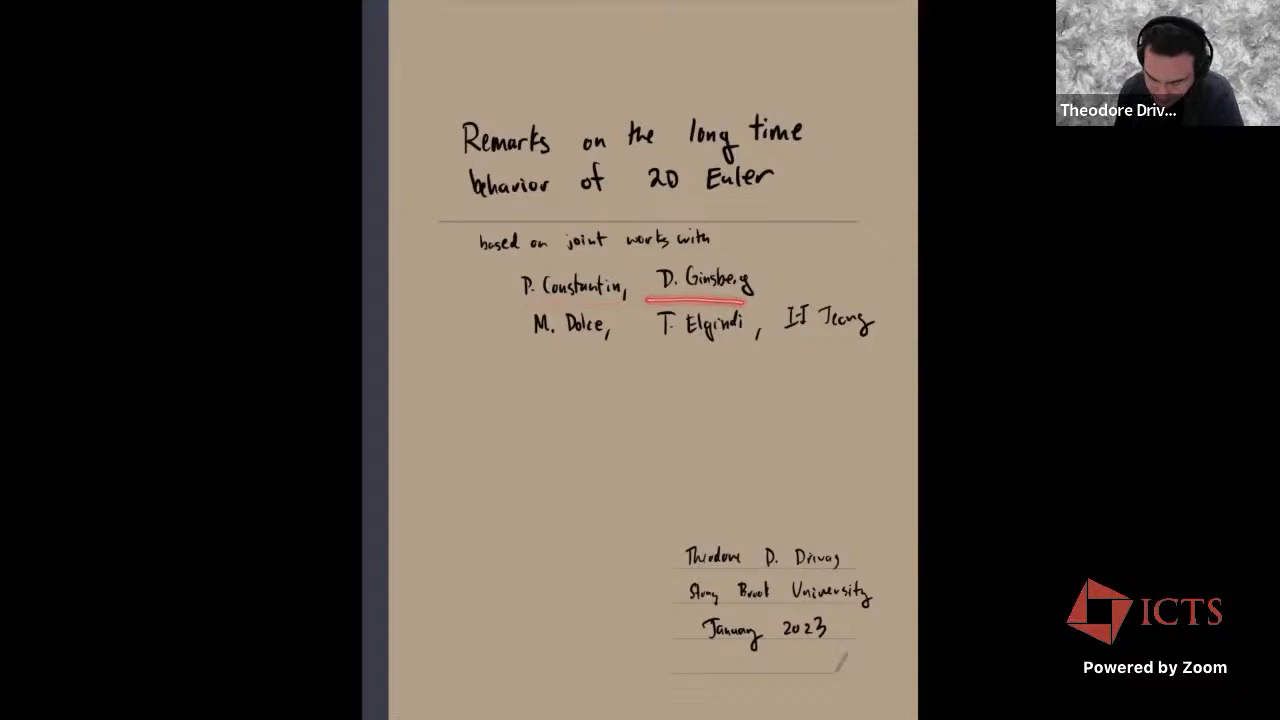 Remarks on the long time
behavior of 2D Euler
based on joint works with
P. Constantin, D. Ginsberg
M. Dolce, T. Elgindi, I-J Jeong
Theodore D. Drivas
Stony Brook University
January 2023
Theodore Driv...
ICTS
Powered by Zoom